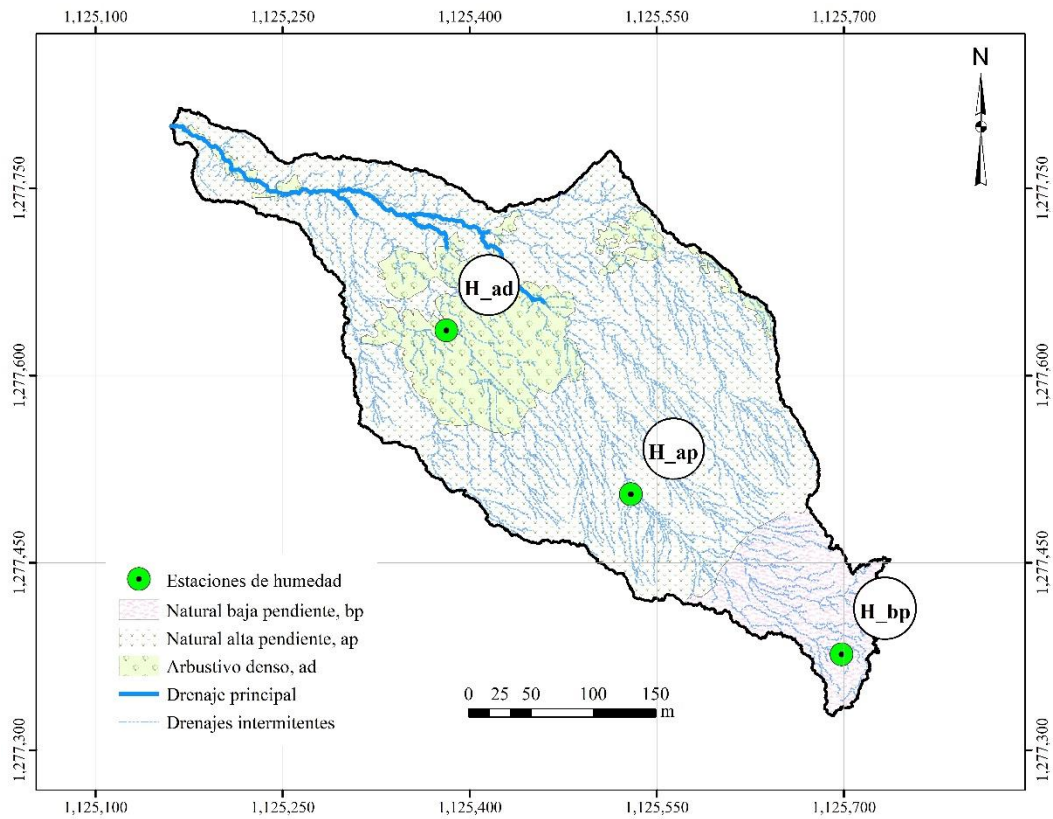 1,125,100 1,125,250 1,125,400 1,125,550 1,125,700
N
1,277,750 1,277,750
H_ad
1,277,600 1,277,600
H_ap
1,277,450 1,277,450
Estaciones de humedad
Natural baja pendiente, bp
H_bp
Natural alta pendiente, ap
Arbustivo denso, ad
Drenaje principal
0 25 50 100 150
m
Drenajes intermitentes
1,277,300 1,277,300
1,125,100 1,125,250 1,125,400 1,125,550 1,125,700